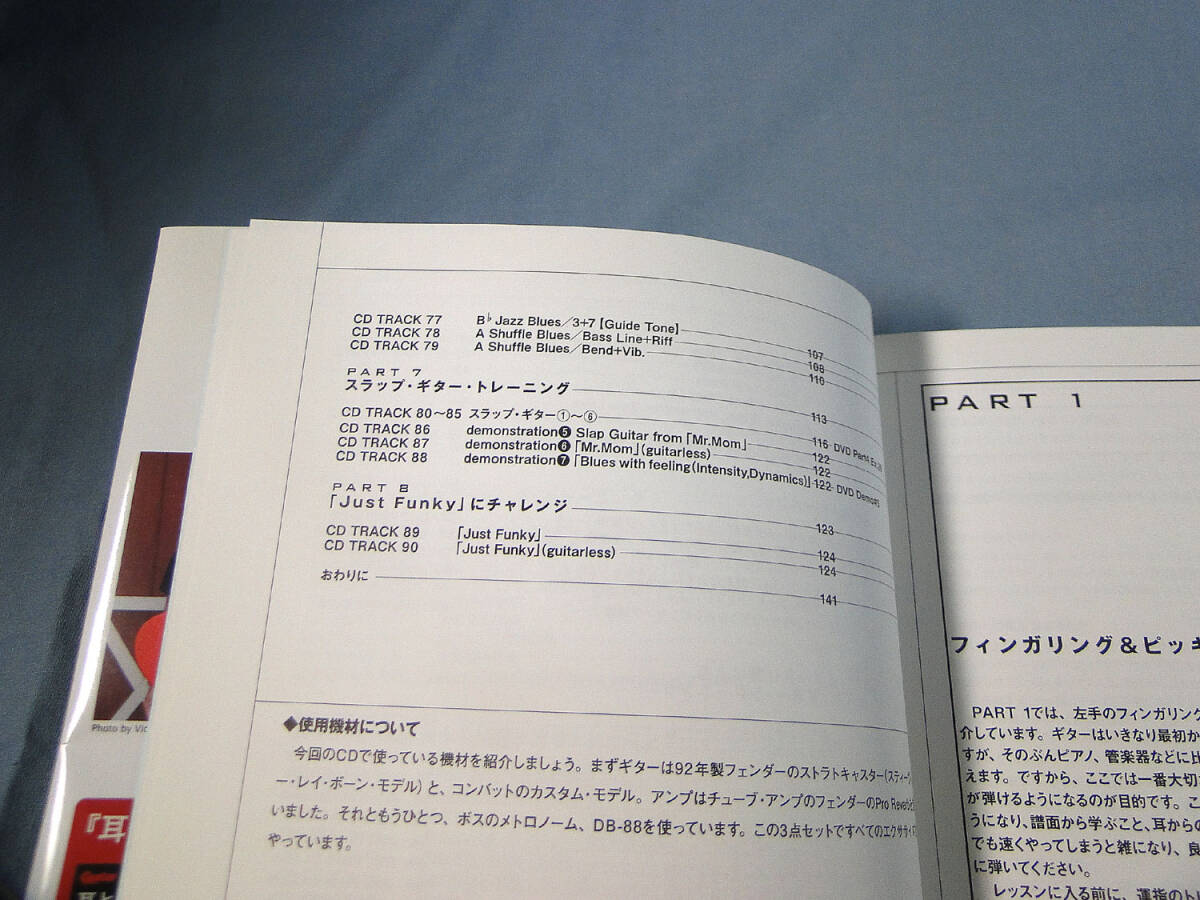 CD TRACK 77 B♭ Jazz Blues／3+7【Guide Tone】 107
CD TRACK 78 A Shuffle Blues／Bass Line+Riff 108
CD TRACK 79 A Shuffle Blues／Bend+Vib. 110
PART 7
スラップ・ギター・トレーニング 113
CD TRACK 80〜85 スラップ・ギター①〜⑥ 116 DVD Part4
CD TRACK 86 demonstration❺ Slap Guitar from「Mr.Mom」 122
CD TRACK 87 demonstration❻「Mr.Mom」(guitarless) 122
CD TRACK 88 demonstration❼「Blues with feeling(Intensity,Dynamics)」 122 DVD
PART 8
「Just Funky」にチャレンジ 123
CD TRACK 89 「Just Funky」 124
CD TRACK 90 「Just Funky」(guitarless) 124
おわりに 141
◆使用機材について
今回のCDで使っている機材を紹介しましょう。まずギターは92年製フェンダーのストラトキャスター(スティーヴ
ー・レイ・ボーン・モデル)と、コンバットのカスタム・モデル。アンプはチューブ・アンプのフェンダーのPro Reverb
いました。それともうひとつ、ボスのメトロノーム、DB-88を使っています。この3点セットですべてのエクササイズ
やっています。
Photo by Vic
耳
PART 1
フィンガリング＆ピッキ
PART 1では、左手のフィンガリング
介しています。ギターはいきなり最初か
すが、そのぶんピアノ、管楽器などに比
えます。ですから、ここでは一番大切
が弾けるようになるのが目的です。こ
うになり、譜面から学ぶこと、耳からの
でも速くやってしまうと雑になり、良
に弾いてください。
レッスンに入る前に、運指のト